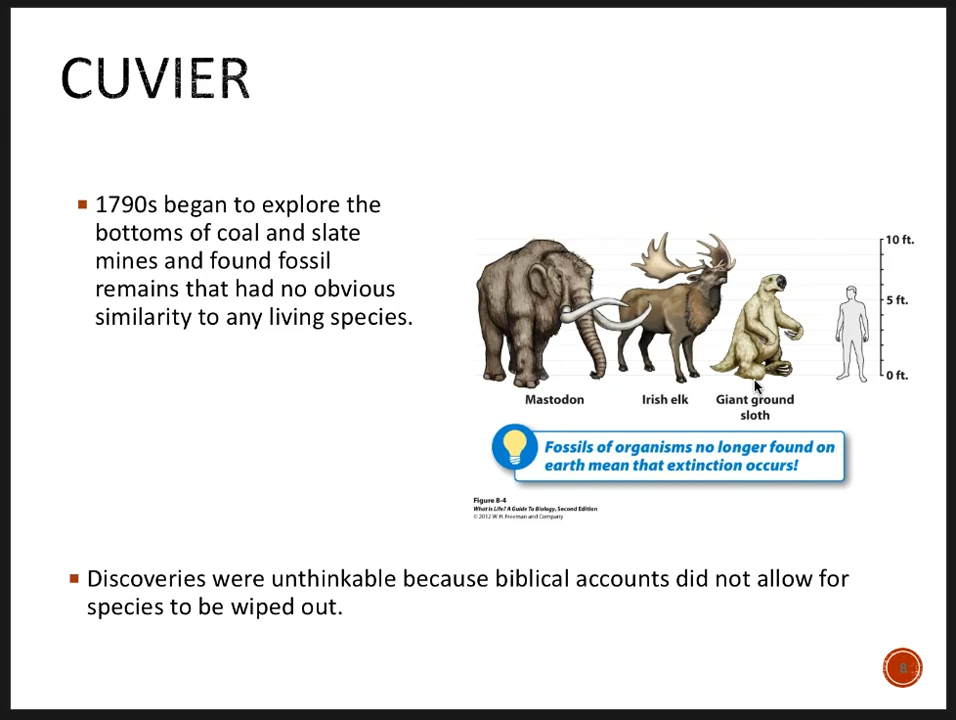 CUVIER
1790s began to explore the
bottoms of coal and slate
mines and found fossil
remains that had no obvious
similarity to any living species.
10 ft.
5 ft.
0 ft.
Mastodon
Irish elk
Giant ground
sloth
Fossils of organisms no longer found on
earth mean that extinction occurs!
Figure 8-4
What Is Life? A Guide To Biology, Second Edition
© 2012 W. H. Freeman and Company
Discoveries were unthinkable because biblical accounts did not allow for
species to be wiped out.
8